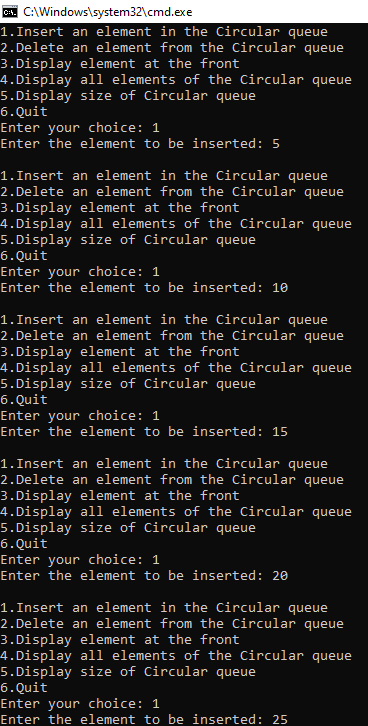 C:\Windows\system32\cmd.exe
1.Insert an element in the Circular queue
2.Delete an element from the Circular queue
3.Display element at the front
4.Display all elements of the Circular queue
5.Display size of Circular queue
6.Quit
Enter your choice: 1
Enter the element to be inserted: 5
1.Insert an element in the Circular queue
2.Delete an element from the Circular queue
3.Display element at the front
4.Display all elements of the Circular queue
5.Display size of Circular queue
6.Quit
Enter your choice: 1
Enter the element to be inserted: 10
1.Insert an element in the Circular queue
2.Delete an element from the Circular queue
3.Display element at the front
4.Display all elements of the Circular queue
5.Display size of Circular queue
6.Quit
Enter your choice: 1
Enter the element to be inserted: 15
1.Insert an element in the Circular queue
2.Delete an element from the Circular queue
3.Display element at the front
4.Display all elements of the Circular queue
5.Display size of Circular queue
6.Quit
Enter your choice: 1
Enter the element to be inserted: 20
1.Insert an element in the Circular queue
2.Delete an element from the Circular queue
3.Display element at the front
4.Display all elements of the Circular queue
5.Display size of Circular queue
6.Quit
Enter your choice: 1
Enter the element to be inserted: 25